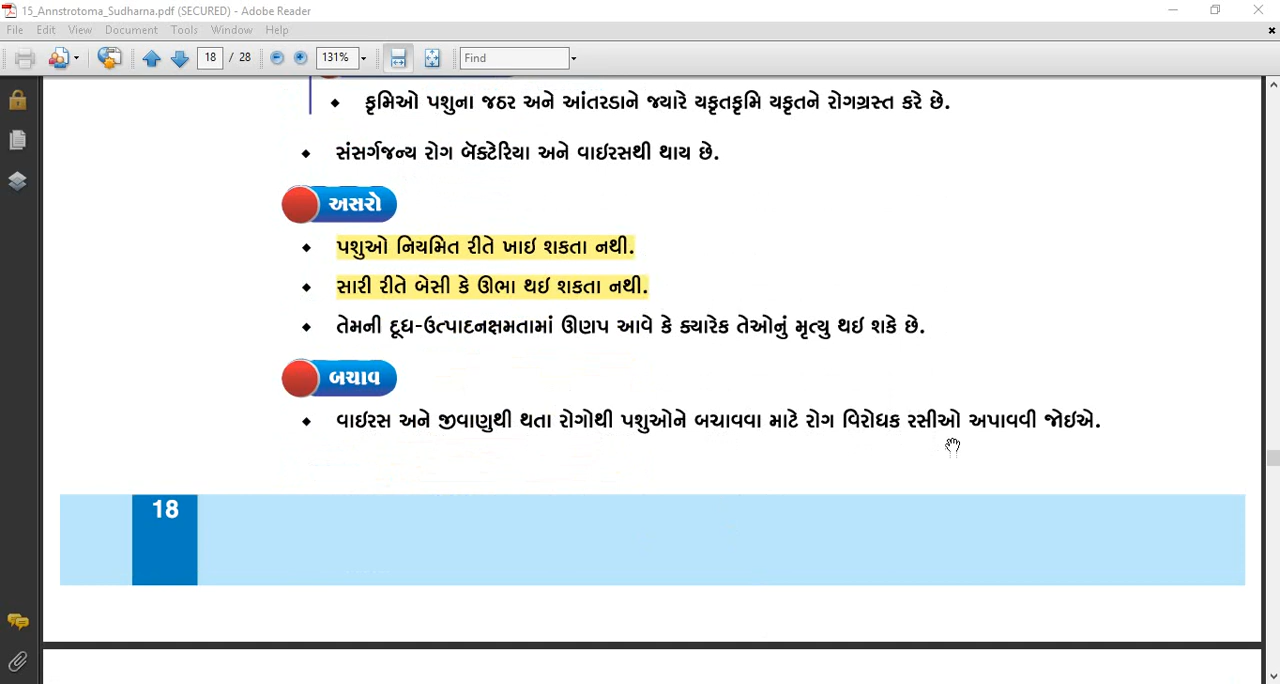 15_Annstrotoma_Sudharna.pdf (SECURED) - Adobe Reader
File Edit View Document Tools Window Help
18 / 28 131% Find
કૃમિઓ પશુના જઠર અને આંતરડાને જ્યારે યકૃતકૃમિ યકૃતને રોગગ્રસ્ત કરે છે.
સંસર્ગજન્ય રોગ બૅક્ટેરિયા અને વાઇરસથી થાય છે.
અસરો
પશુઓ નિયમિત રીતે ખાઇ શકતા નથી.
સારી રીતે બેસી કે ઊભા થઇ શકતા નથી.
તેમની દૂધ-ઉત્પાદનક્ષમતામાં ઊણપ આવે કે ક્યારેક તેઓનું મૃત્યુ થઇ શકે છે.
બચાવ
વાઇરસ અને જીવાણુથી થતા રોગોથી પશુઓને બચાવવા માટે રોગ વિરોધક રસીઓ અપાવવી જોઇએ.
18